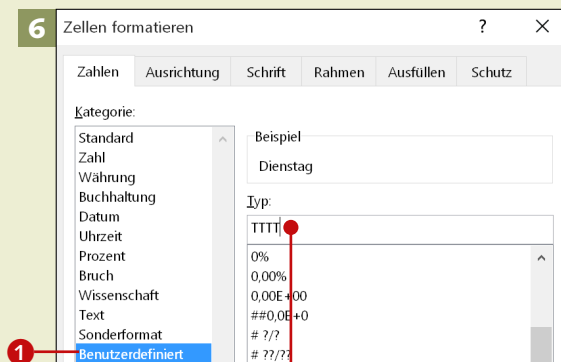 6
Zellen formatieren ? ×
Zahlen Ausrichtung Schrift Rahmen Ausfüllen Schutz
Kategorie:
Standard
Zahl
Währung
Buchhaltung
Datum
Uhrzeit
Prozent
Bruch
Wissenschaft
Text
Sonderformat
1 Benutzerdefiniert
Beispiel
Dienstag
Typ:
TTTT
0%
0,00%
0,00E+00
##0,0E+0
# ?/?
# ??/??